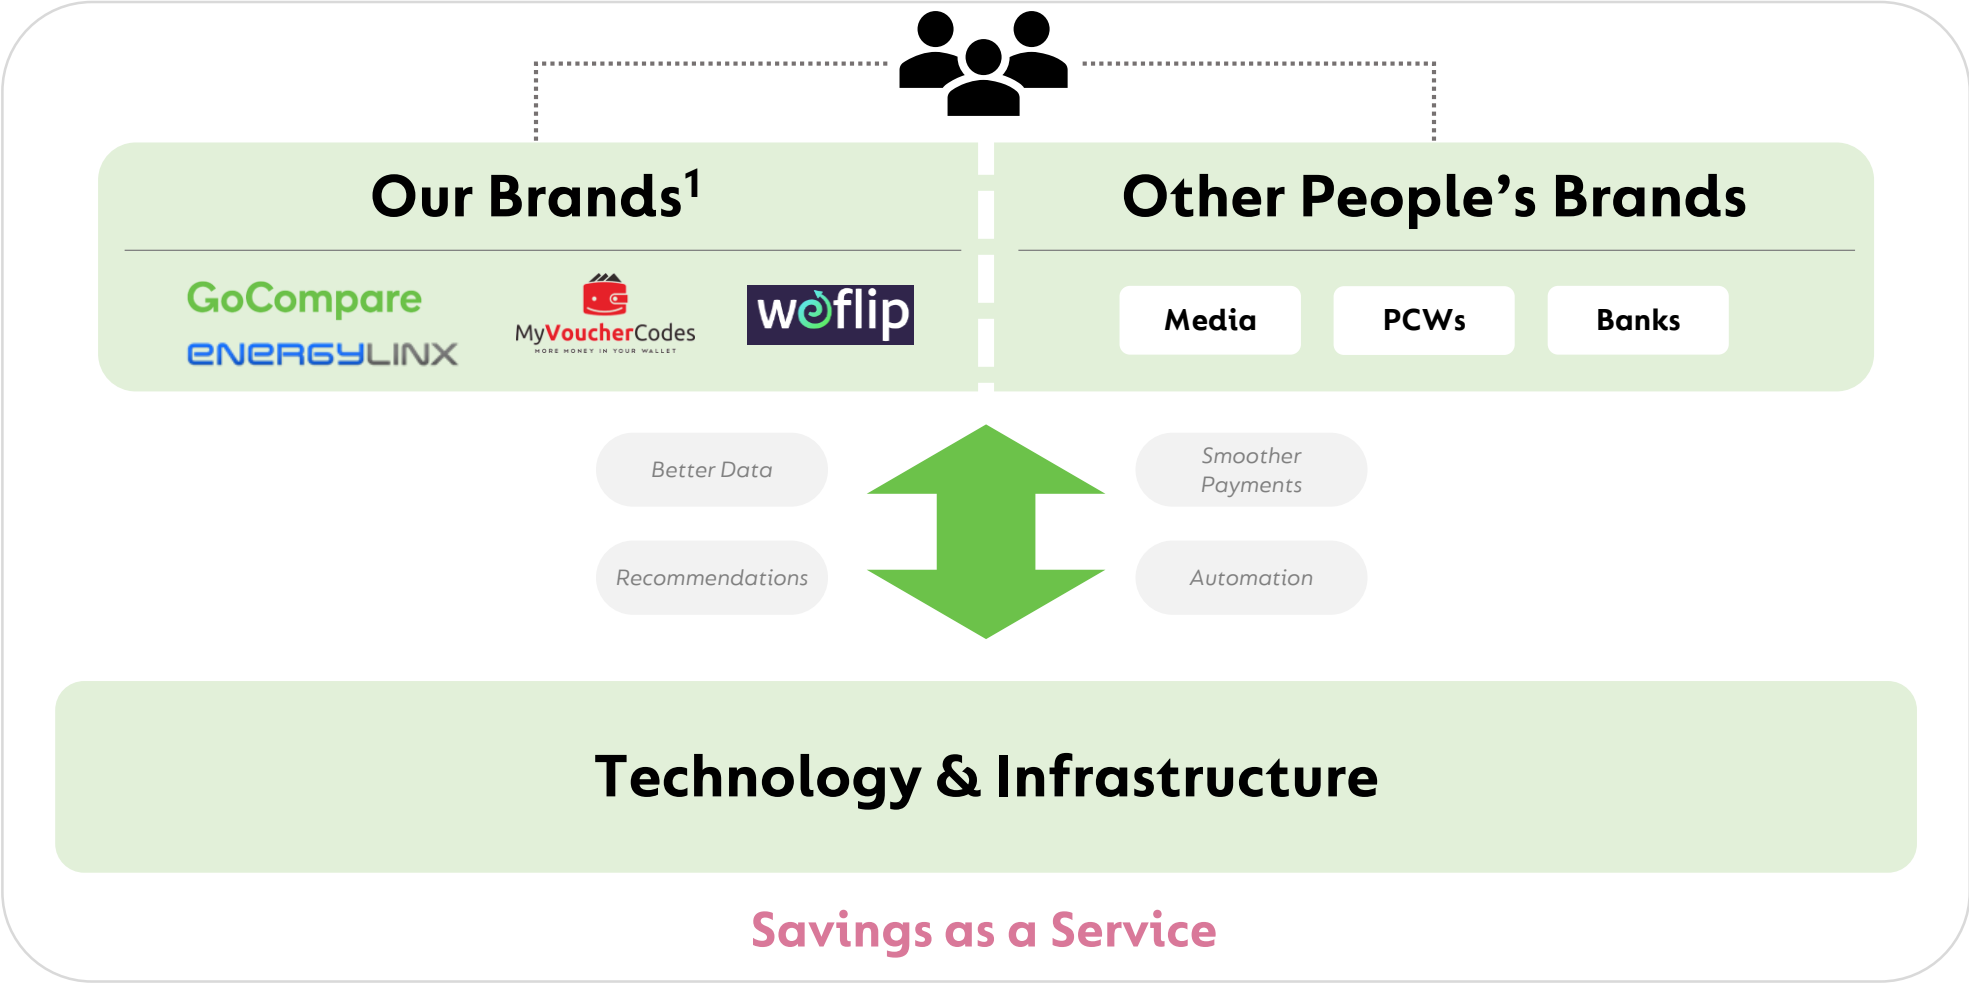 Our Brands¹
Other People’s Brands
GoCompare
ENERGYLINX
MyVoucherCodes
MORE MONEY IN YOUR WALLET
weflip
Media
PCWs
Banks
Better Data
Smoother
Payments
Recommendations
Automation
Technology & Infrastructure
Savings as a Service